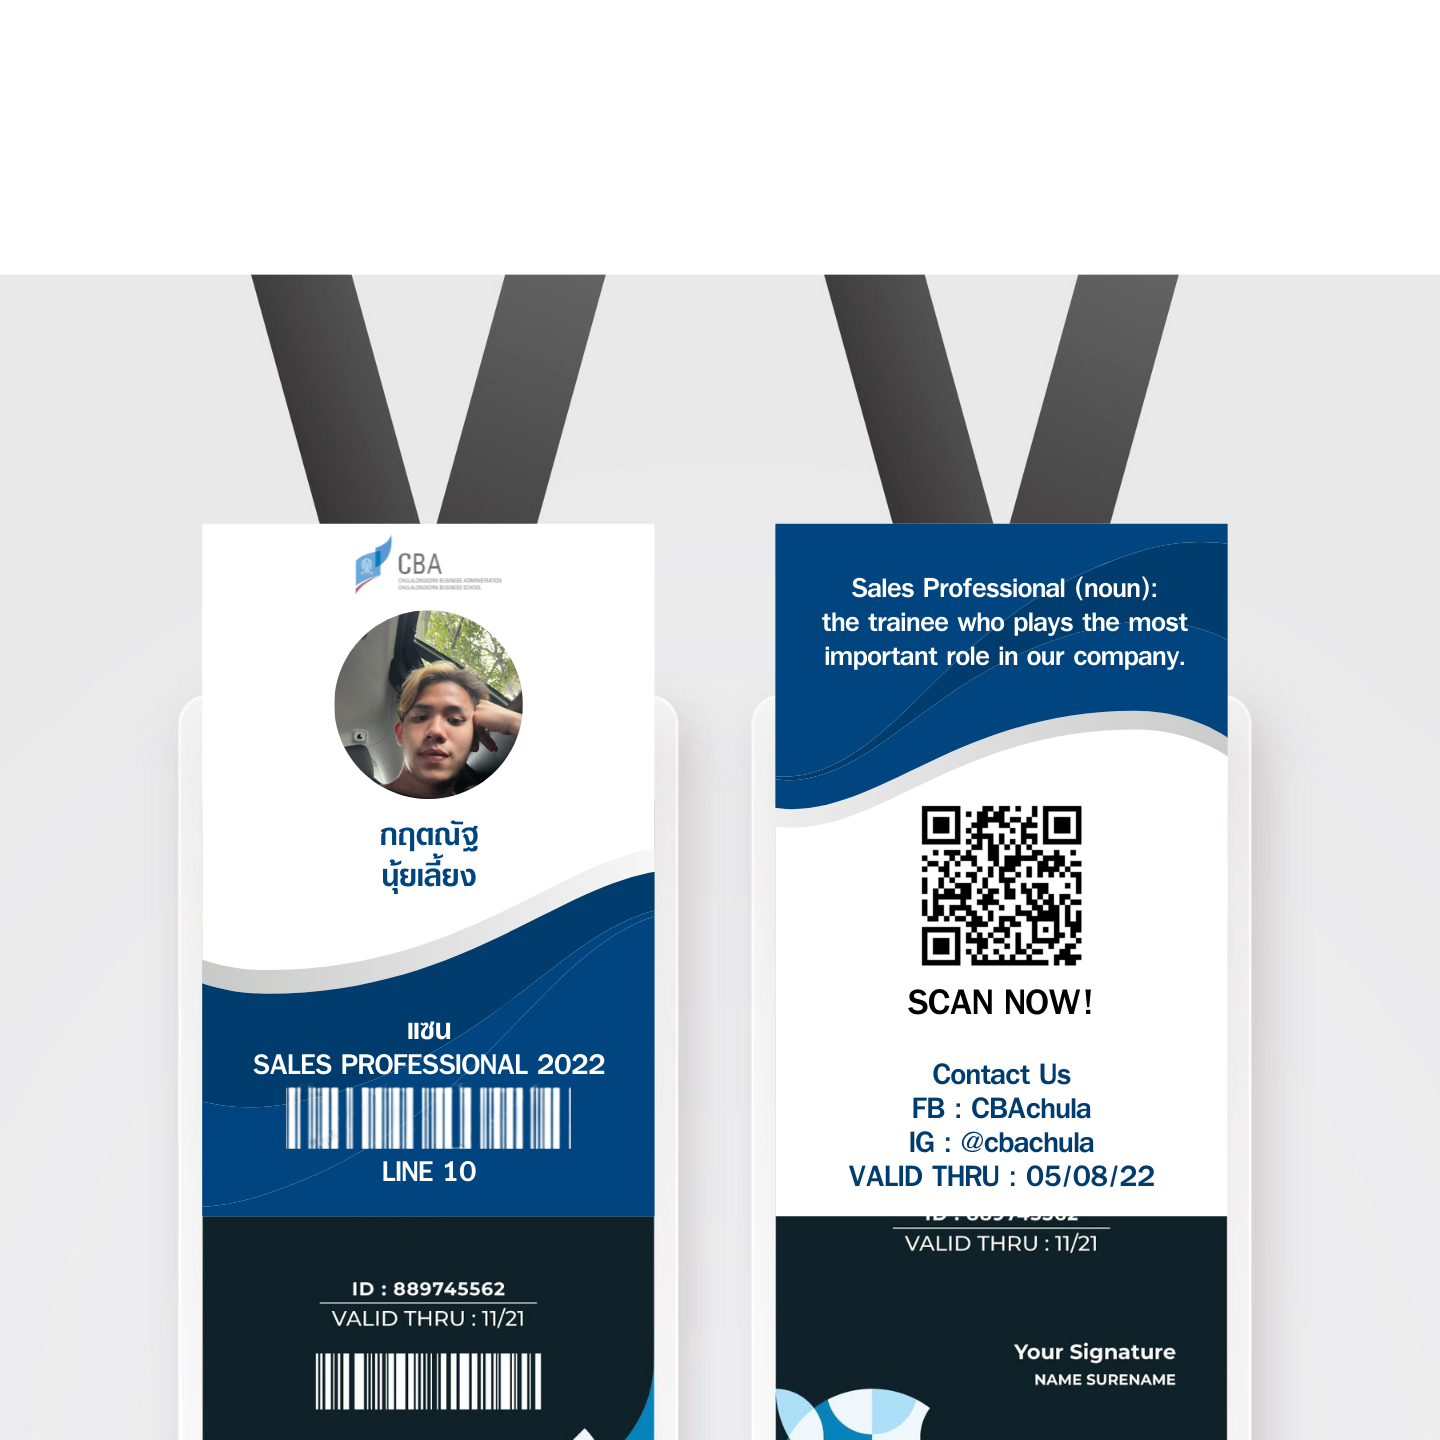 CBA
CHULALONGKORN BUSINESS ADMINISTRATION
CHULALONGKORN BUSINESS SCHOOL
กฤตณัฐ
นุ้ยเลี้ยง
แซน
SALES PROFESSIONAL 2022
LINE 10
ID : 889745562
VALID THRU : 11/21
Sales Professional (noun):
the trainee who plays the most
important role in our company.
SCAN NOW!
Contact Us
FB : CBAchula
IG : @cbachula
VALID THRU : 05/08/22
ID : 889745562
VALID THRU : 11/21
Your Signature
NAME SURENAME